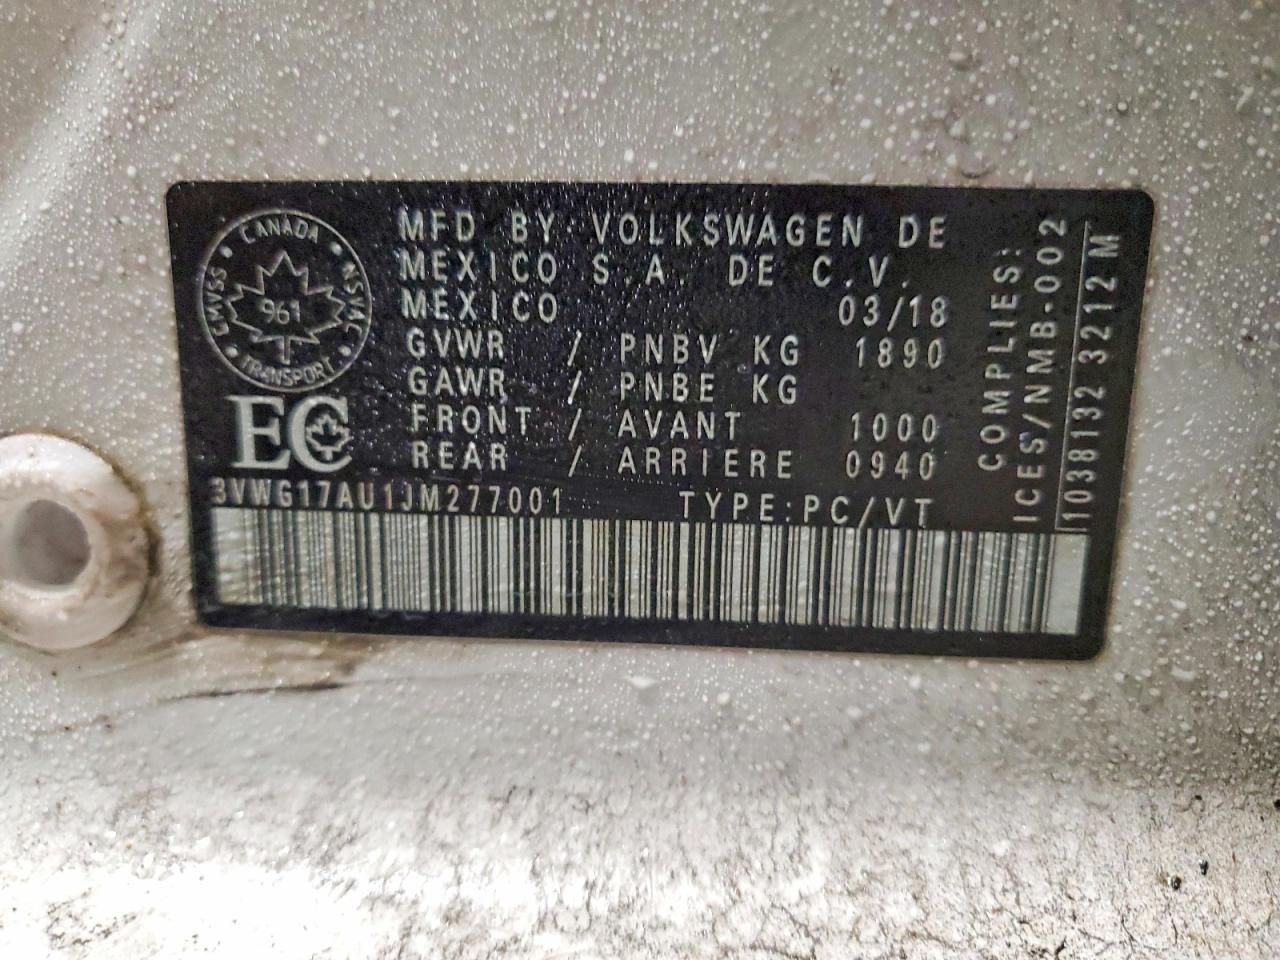 CANADA
CMVSS
NSVAC
961
TRANSPORT
EC
MFD BY VOLKSWAGEN DE
MEXICO S.A. DE C.V.
MEXICO 03/18
GVWR / PNBV KG 1890
GAWR / PNBE KG
FRONT / AVANT 1000
REAR / ARRIERE 0940
3VWG17AU1JM277001 TYPE:PC/VT
COMPLIES:
ICES/NMB-002
1038132 3212 M